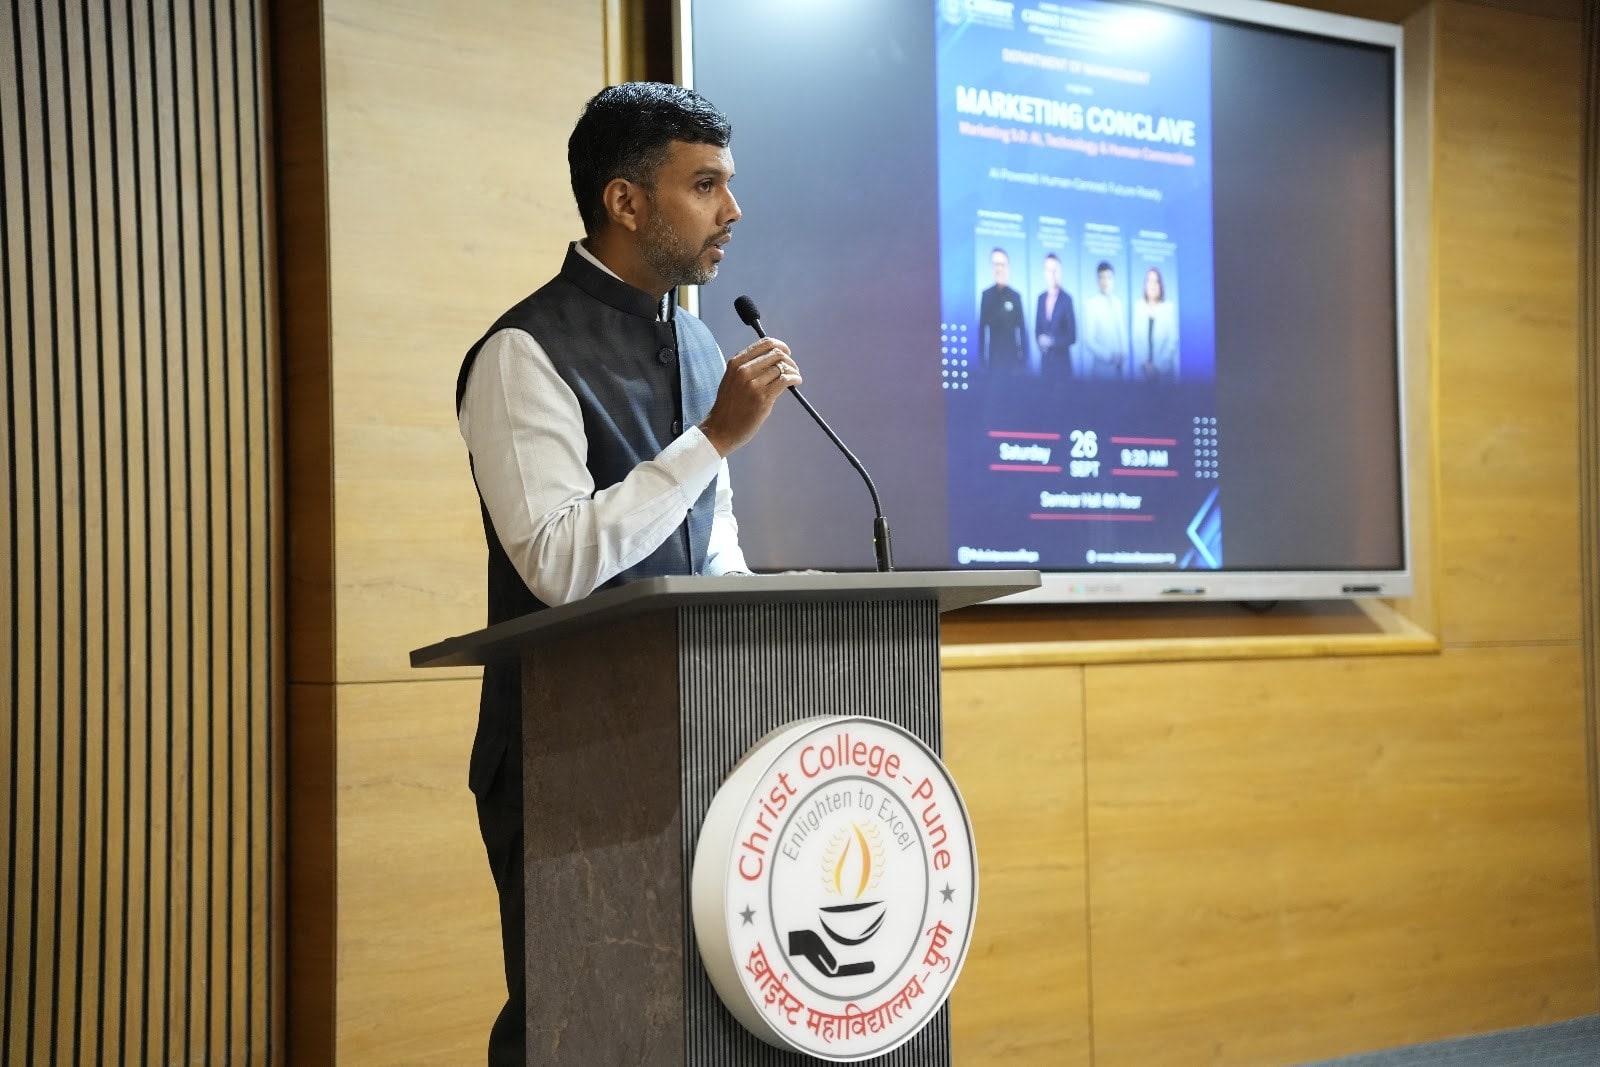 CHRIST
DEPARTMENT OF MANAGEMENT
MARKETING CONCLAVE
Marketing 5.0: AI, Technology & Human Connection
AI-Powered. Human-Centred. Future-Ready
Saturday
26
SEPT
9:30 AM
Seminar Hall 4th floor
Christ College - Pune
Enlighten to Excel
ख्राईस्ट महाविद्यालय - पुणे